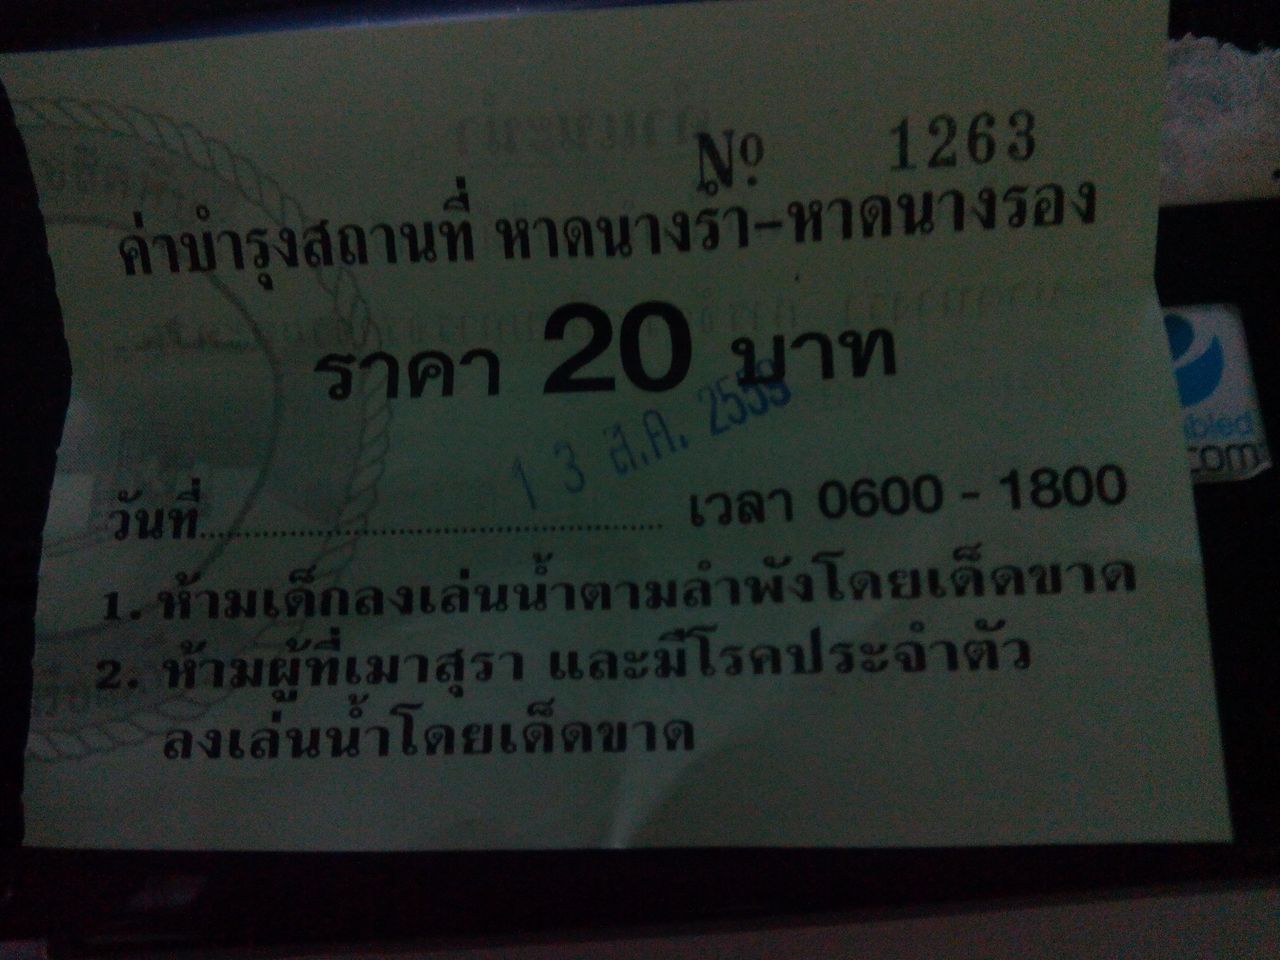 No. 1263
ค่าบำรุงสถานที่ หาดนางรำ-หาดนางรอง
ราคา 20 บาท
13 ส.ค. 2559
วันที่.................................................... เวลา 0600 - 1800
1. ห้ามเด็กลงเล่นน้ำตามลำพังโดยเด็ดขาด
2. ห้ามผู้ที่เมาสุรา และมีโรคประจำตัว
ลงเล่นน้ำโดยเด็ดขาด
com